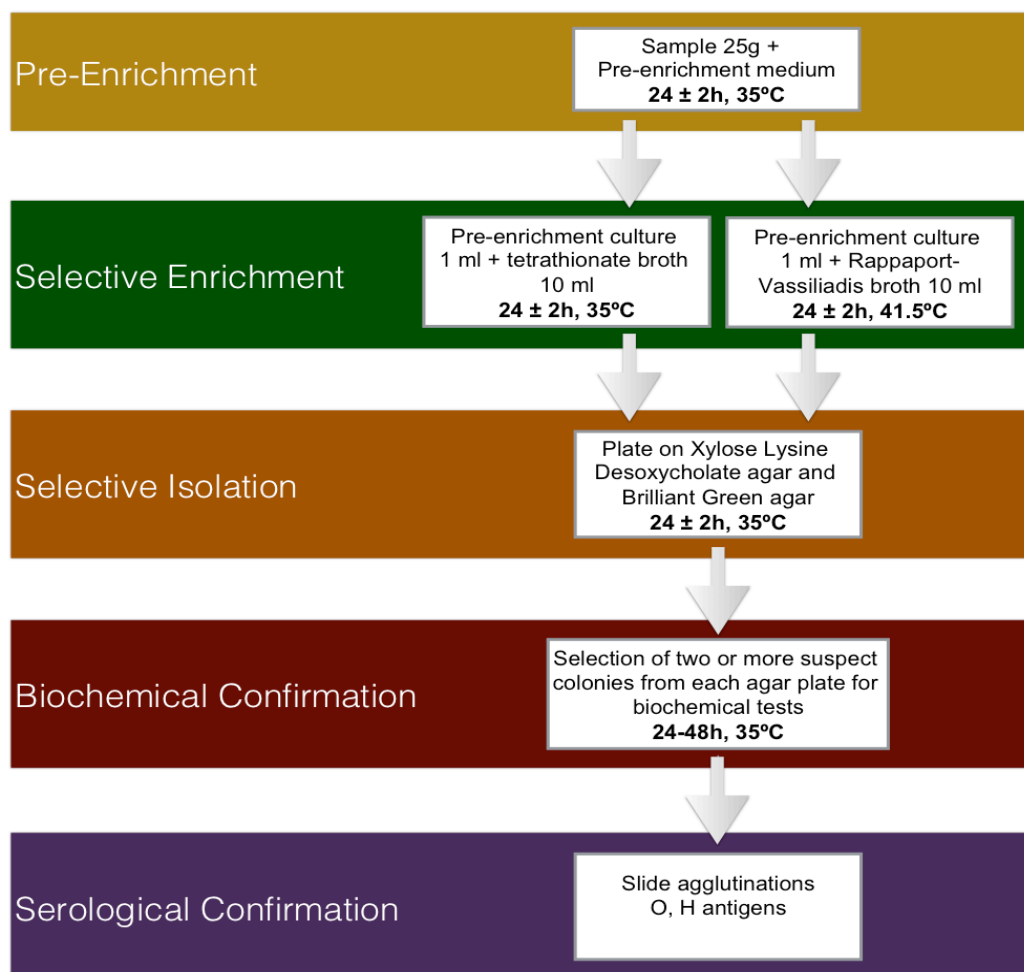 Pre-Enrichment
Sample 25g +
Pre-enrichment medium
24 ± 2h, 35ºC
Selective Enrichment
Pre-enrichment culture
1 ml + tetrathionate broth
10 ml
24 ± 2h, 35ºC
Pre-enrichment culture
1 ml + Rappaport-
Vassiliadis broth 10 ml
24 ± 2h, 41.5ºC
Selective Isolation
Plate on Xylose Lysine
Desoxycholate agar and
Brilliant Green agar
24 ± 2h, 35ºC
Biochemical Confirmation
Selection of two or more suspect
colonies from each agar plate for
biochemical tests
24-48h, 35ºC
Serological Confirmation
Slide agglutinations
O, H antigens